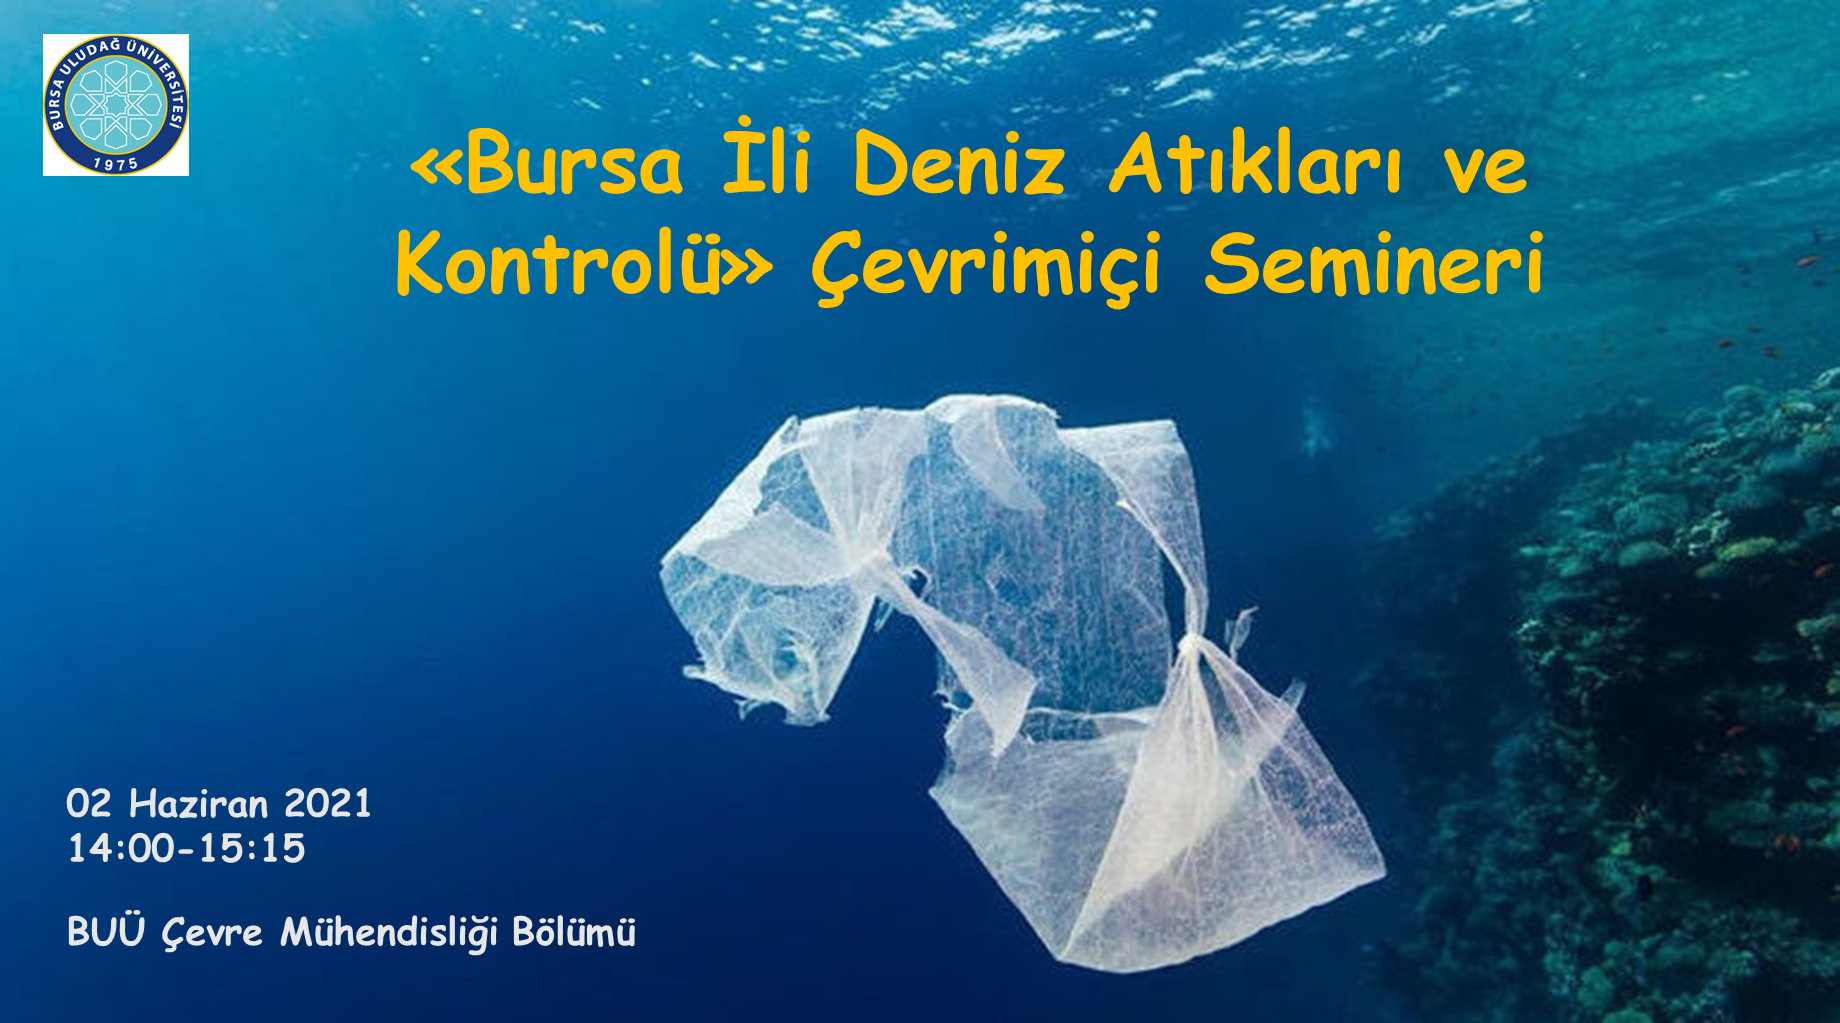 BURSA ULUDAĞ ÜNİVERSİTESİ
1975
«Bursa İli Deniz Atıkları ve
Kontrolü» Çevrimiçi Semineri
02 Haziran 2021
14:00-15:15
BUÜ Çevre Mühendisliği Bölümü